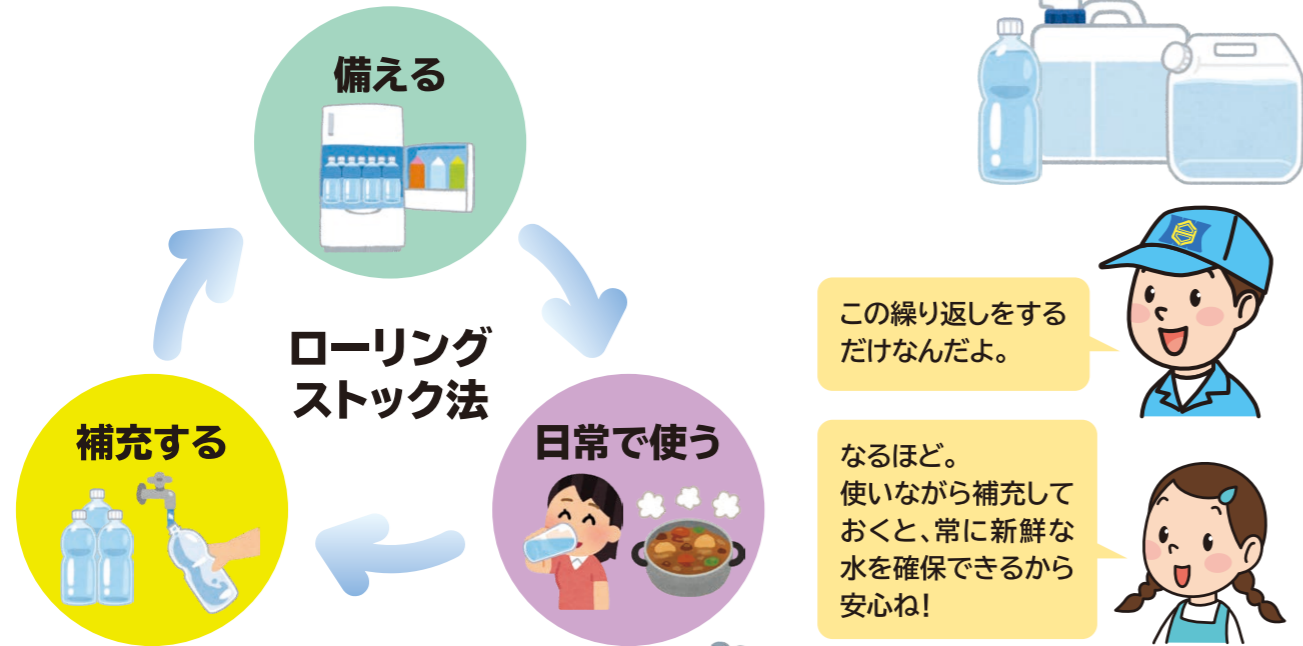 備える
ローリング
ストック法
補充する
日常で使う
この繰り返しをする
だけなんだよ。
なるほど。
使いながら補充して
おくと、常に新鮮な
水を確保できるから
安心ね！